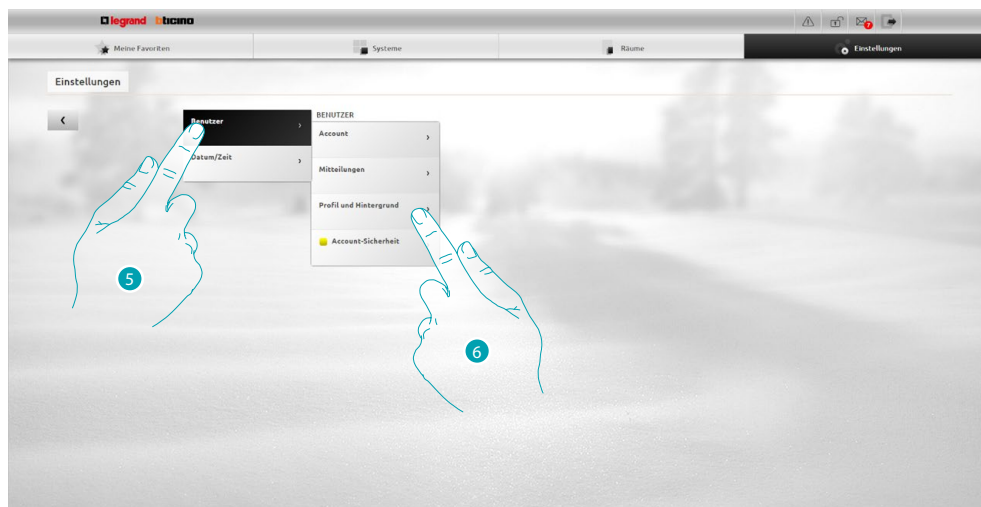 legrand bticino
7
Meine Favoriten
Systeme
Räume
Einstellungen
Einstellungen
BENUTZER
Benutzer
Account
Datum/Zeit
Mitteilungen
Profil und Hintergrund
Account-Sicherheit
5
6